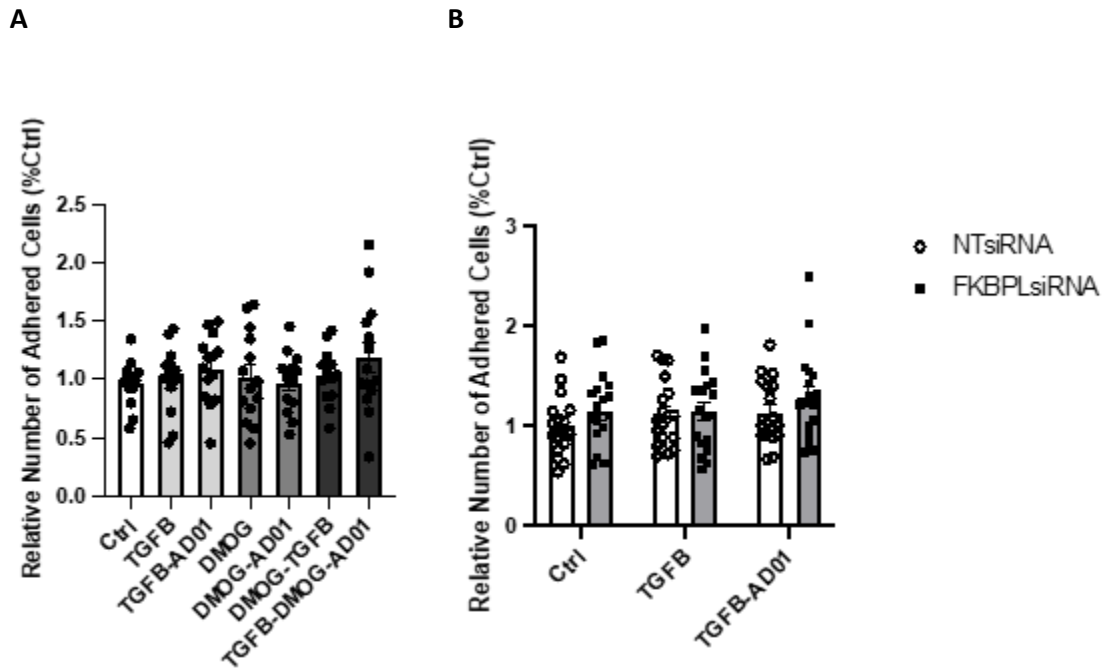 A
B
Relative Number of Adhered Cells (%Ctrl)
2.5
2.0
1.5
1.0
0.5
0.0
Ctrl
TGFB
TGFB-AD01
DMOG
DMOG-AD01
DMOG-TGFB
TGFB-DMOG-AD01
Relative Number of Adhered Cells (%Ctrl)
3
2
1
0
Ctrl
TGFB
TGFB-AD01
NTsiRNA
FKBPLsiRNA